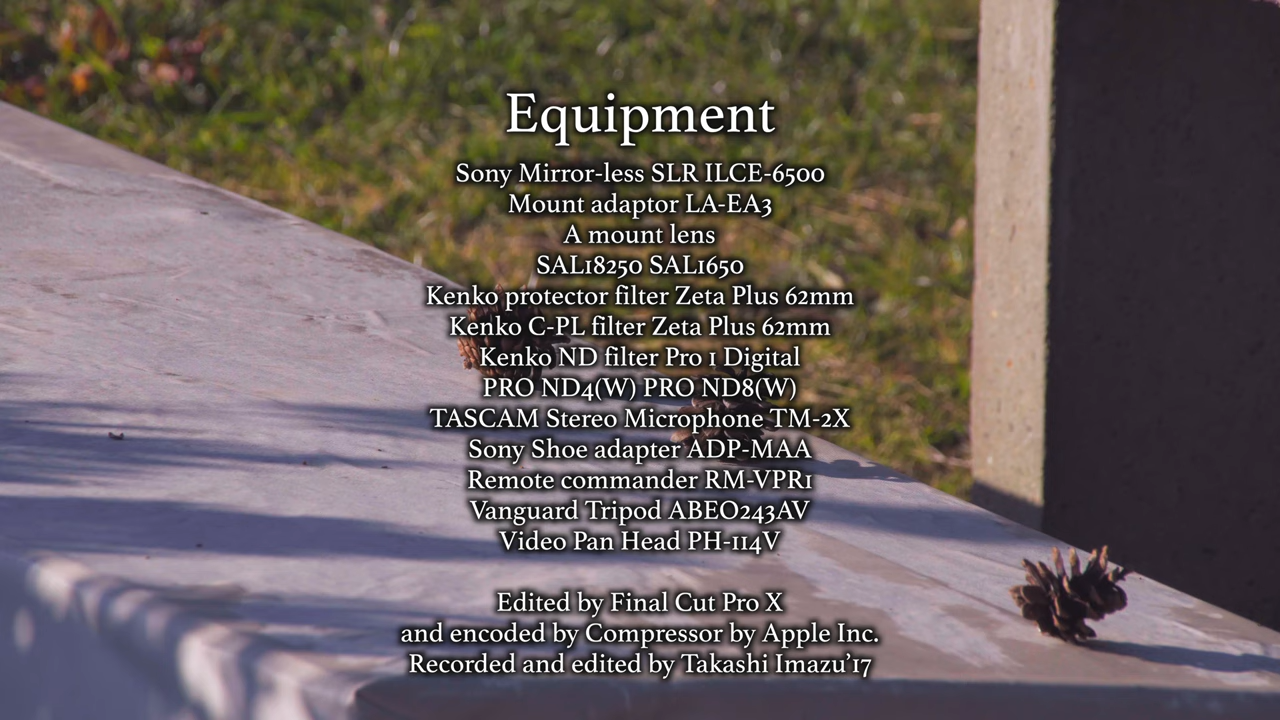 Equipment
Sony Mirror-less SLR ILCE-6500
Mount adaptor LA-EA3
A mount lens
SAL18250 SAL1650
Kenko protector filter Zeta Plus 62mm
Kenko C-PL filter Zeta Plus 62mm
Kenko ND filter Pro 1 Digital
PRO ND4(W) PRO ND8(W)
TASCAM Stereo Microphone TM-2X
Sony Shoe adapter ADP-MAA
Remote commander RM-VPR1
Vanguard Tripod ABEO243AV
Video Pan Head PH-114V
Edited by Final Cut Pro X
and encoded by Compressor by Apple Inc.
Recorded and edited by Takashi Imazu’17